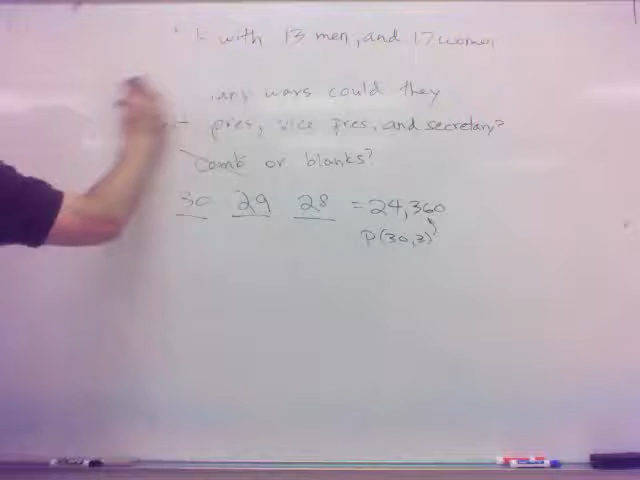 with 13 men, and 17 women
ways could they
pres, vice pres, and secretary?
Comb or blanks?
30 29 28 = 24,360
P(30,3)